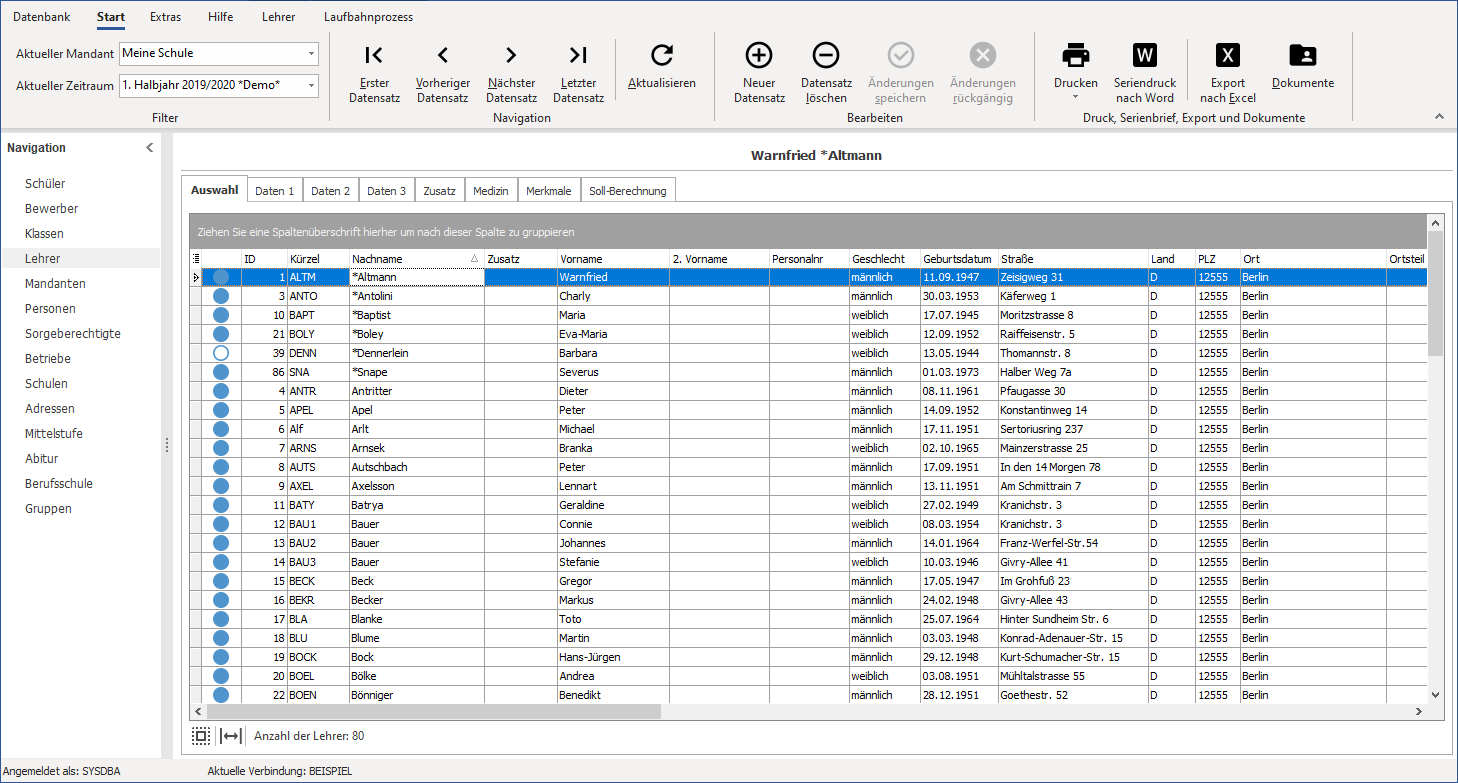 Datenbank Start Extras Hilfe Lehrer Laufbahnprozess
Aktueller Mandant Meine Schule
Aktueller Zeitraum 1. Halbjahr 2019/2020 *Demo*
Filter
Erster Datensatz
Vorheriger Datensatz
Nächster Datensatz
Letzter Datensatz
Aktualisieren
Navigation
Neuer Datensatz
Datensatz löschen
Änderungen speichern
Änderungen rückgängig
Bearbeiten
Drucken
W
Seriendruck nach Word
X
Export nach Excel
Dokumente
Druck, Serienbrief, Export und Dokumente
Navigation
Schüler
Bewerber
Klassen
Lehrer
Mandanten
Personen
Sorgeberechtigte
Betriebe
Schulen
Adressen
Mittelstufe
Abitur
Berufsschule
Gruppen
Warnfried *Altmann
Auswahl Daten 1 Daten 2 Daten 3 Zusatz Medizin Merkmale Soll-Berechnung
Ziehen Sie eine Spaltenüberschrift hierher um nach dieser Spalte zu gruppieren
ID Kürzel Nachname Zusatz Vorname 2. Vorname Personalnr Geschlecht Geburtsdatum Straße Land PLZ Ort Ortsteil
1 ALTM *Altmann Warnfried männlich 11.09.1947 Zeisigweg 31 D 12555 Berlin
3 ANTO *Antolini Charly männlich 30.03.1953 Käferweg 1 D 12555 Berlin
10 BAPT *Baptist Maria weiblich 17.07.1945 Moritzstrasse 8 D 12555 Berlin
21 BOLY *Boley Eva-Maria weiblich 12.09.1952 Raiffeisenstr. 5 D 12555 Berlin
39 DENN *Dennerlein Barbara weiblich 13.05.1944 Thomannstr. 8 D 12555 Berlin
86 SNA *Snape Severus männlich 01.03.1973 Halber Weg 7a D 12555 Berlin
4 ANTR Antritter Dieter männlich 08.11.1961 Pfaugasse 30 D 12555 Berlin
5 APEL Apel Peter männlich 14.09.1952 Konstantinweg 14 D 12555 Berlin
6 Alf Arlt Michael männlich 17.11.1951 Sertoriusring 237 D 12555 Berlin
7 ARNS Arnsek Branka weiblich 02.10.1965 Mainzerstrasse 25 D 12555 Berlin
8 AUTS Autschbach Peter männlich 17.09.1951 In den 14 Morgen 78 D 12555 Berlin
9 AXEL Axelsson Lennart männlich 13.11.1951 Am Schmittrain 7 D 12555 Berlin
11 BATY Batrya Geraldine weiblich 27.02.1949 Kranichstr. 3 D 12555 Berlin
12 BAU1 Bauer Connie weiblich 08.03.1954 Kranichstr. 3 D 12555 Berlin
13 BAU2 Bauer Johannes männlich 14.01.1964 Franz-Werfel-Str.54 D 12555 Berlin
14 BAU3 Bauer Stefanie weiblich 10.03.1946 Givry-Allee 41 D 12555 Berlin
15 BECK Beck Gregor männlich 17.05.1947 Im Grohfuß 23 D 12555 Berlin
16 BEKR Becker Markus männlich 24.02.1948 Givry-Allee 43 D 12555 Berlin
17 BLA Blanke Toto männlich 25.07.1964 Hinter Sundheim Str. 6 D 12555 Berlin
18 BLU Blume Martin männlich 03.03.1948 Konrad-Adenauer-Str. 15 D 12555 Berlin
19 BOCK Bock Hans-Jürgen männlich 29.12.1948 Kurt-Schumacher-Str. 15 D 12555 Berlin
20 BOEL Bölke Andrea weiblich 03.08.1951 Mühltalstrasse 55 D 12555 Berlin
22 BOEN Bönniger Benedikt männlich 28.12.1951 Goethestr. 52 D 12555 Berlin
Anzahl der Lehrer: 80
Angemeldet als: SYSDBA Aktuelle Verbindung: BEISPIEL